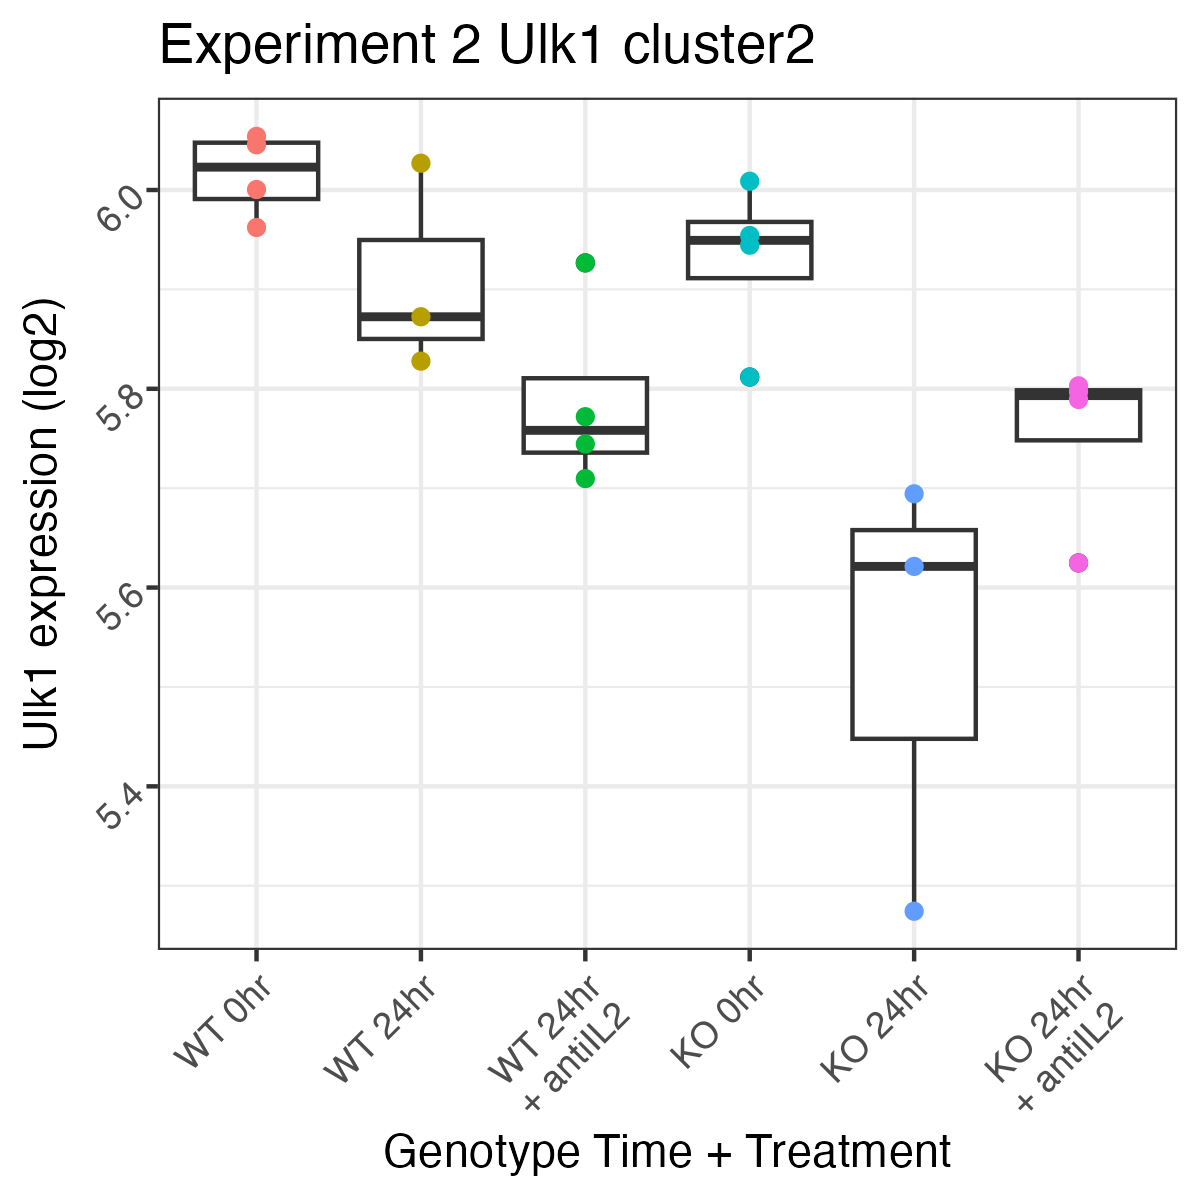 Experiment 2 Ulk1 cluster2
Ulk1 expression (log2)
6.0
5.8
5.6
5.4
WT 0hr
WT 24hr
WT 24hr
+ antiIL2
KO 0hr
KO 24hr
KO 24hr
+ antiIL2
Genotype Time + Treatment